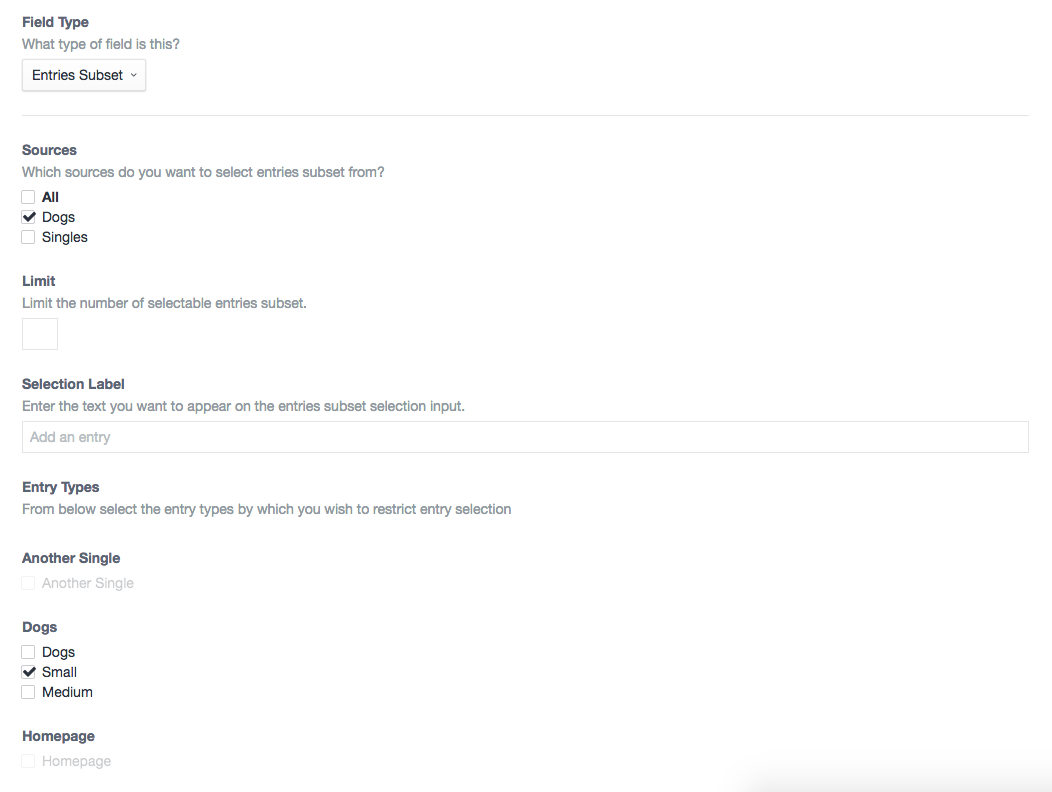 Field Type
What type of field is this?
Entries Subset
Sources
Which sources do you want to select entries subset from?
All
Dogs
Singles
Limit
Limit the number of selectable entries subset.
Selection Label
Enter the text you want to appear on the entries subset selection input.
Add an entry
Entry Types
From below select the entry types by which you wish to restrict entry selection
Another Single
Another Single
Dogs
Dogs
Small
Medium
Homepage
Homepage